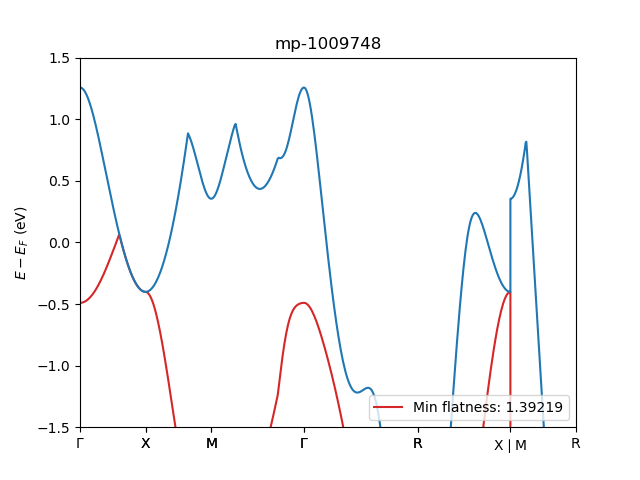 mp-1009748
E − E_F (eV)
1.5
1.0
0.5
0.0
−0.5
−1.0
−1.5
Min flatness: 1.39219
Γ X M Γ R X | M R